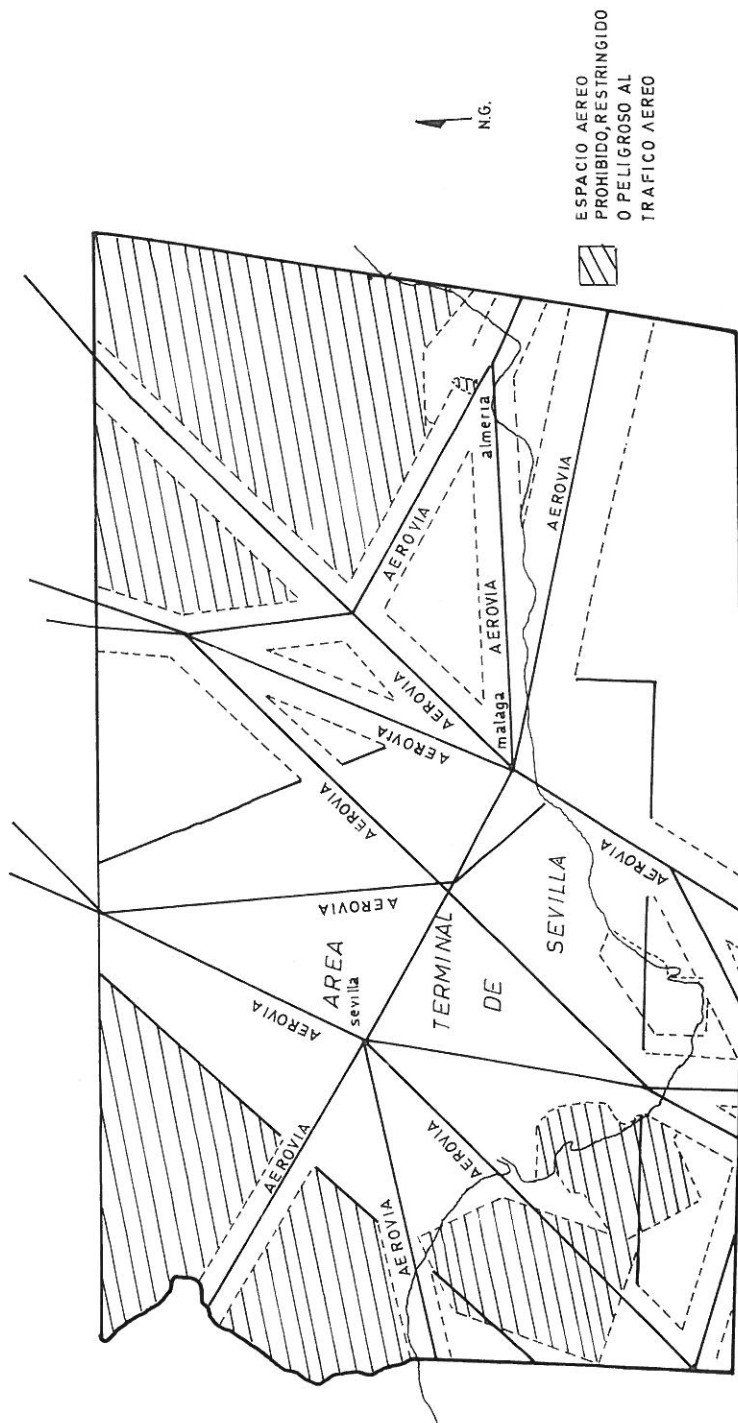 N.G.
ESPACIO AEREO
PROHIBIDO, RESTRINGIDO
O PELIGROSO AL
TRAFICO AEREO
AEROVIA
AEROVIA
AEROVIA
AEROVIA
AEROVIA
AREA
sevilla
AEROVIA
AEROVIA
AEROVIA
malaga
AEROVIA
almeria
AEROVIA
TERMINAL
DE
SEVILLA
AEROVIA
AEROVIA